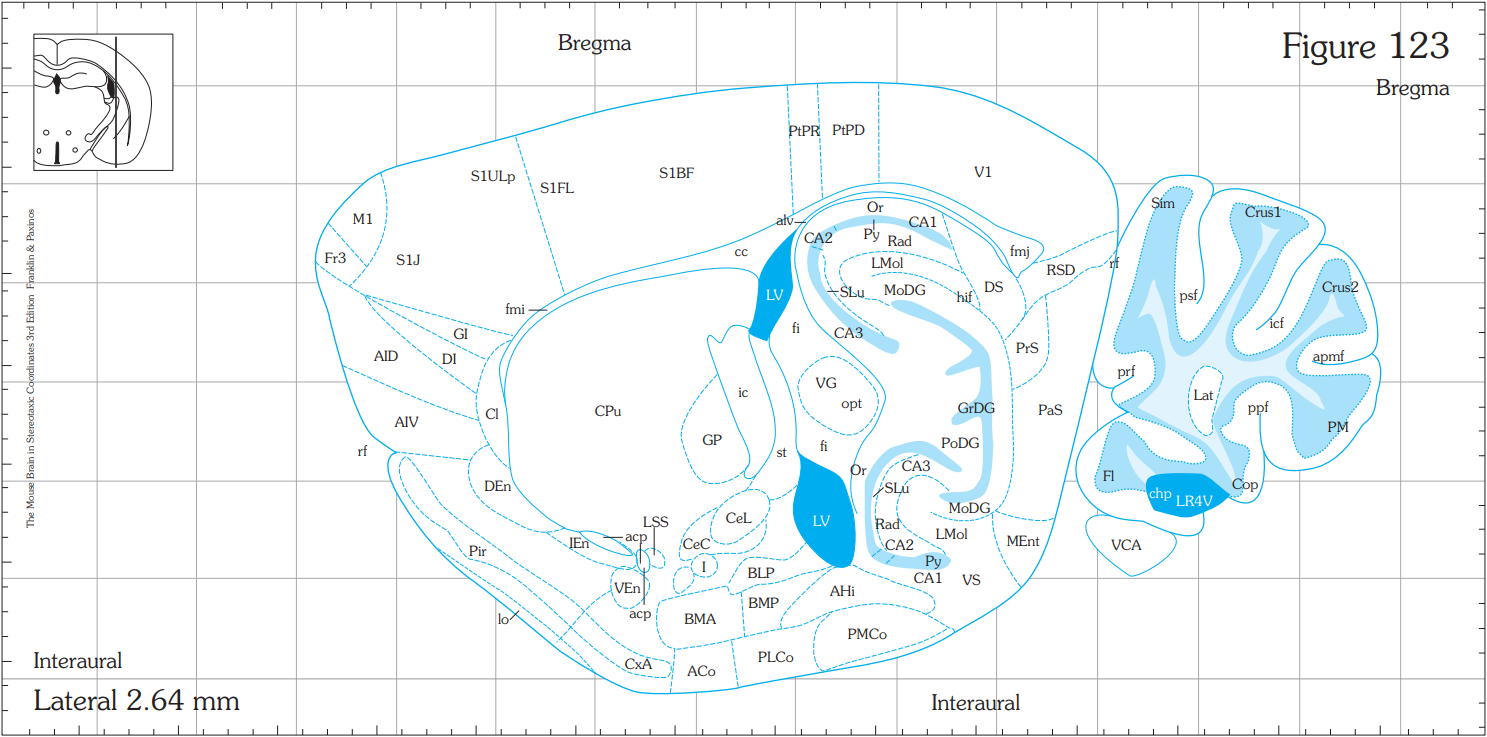 Bregma
Figure 123
Bregma
PtPR
PtPD
S1ULp
S1FL
S1BF
V1
Sim
Crus1
M1
alv
Or
CA1
CA2
Py
Rad
Fr3
S1J
cc
LMol
fmj
RSD
rf
LV
SLu
MoDG
hif
DS
psf
Crus2
fmi
icf
GI
fi
CA3
PrS
AID
DI
apmf
prf
VG
ic
opt
Lat
CPu
GrDG
PaS
ppf
Cl
AIV
PM
GP
PoDG
rf
st
fi
Or
CA3
Fl
DEn
SLu
Cop
chp
LR4V
MoDG
LSS
CeL
LV
Rad
LMol
acp
IEn
CeC
CA2
MEnt
VCA
Pir
Py
I
BLP
CA1
VS
VEn
AHi
BMP
acp
lo
BMA
PMCo
PLCo
CxA
ACo
The Mouse Brain in Stereotaxic Coordinates 3rd Edition Franklin & Paxinos
Interaural
Lateral 2.64 mm
Interaural